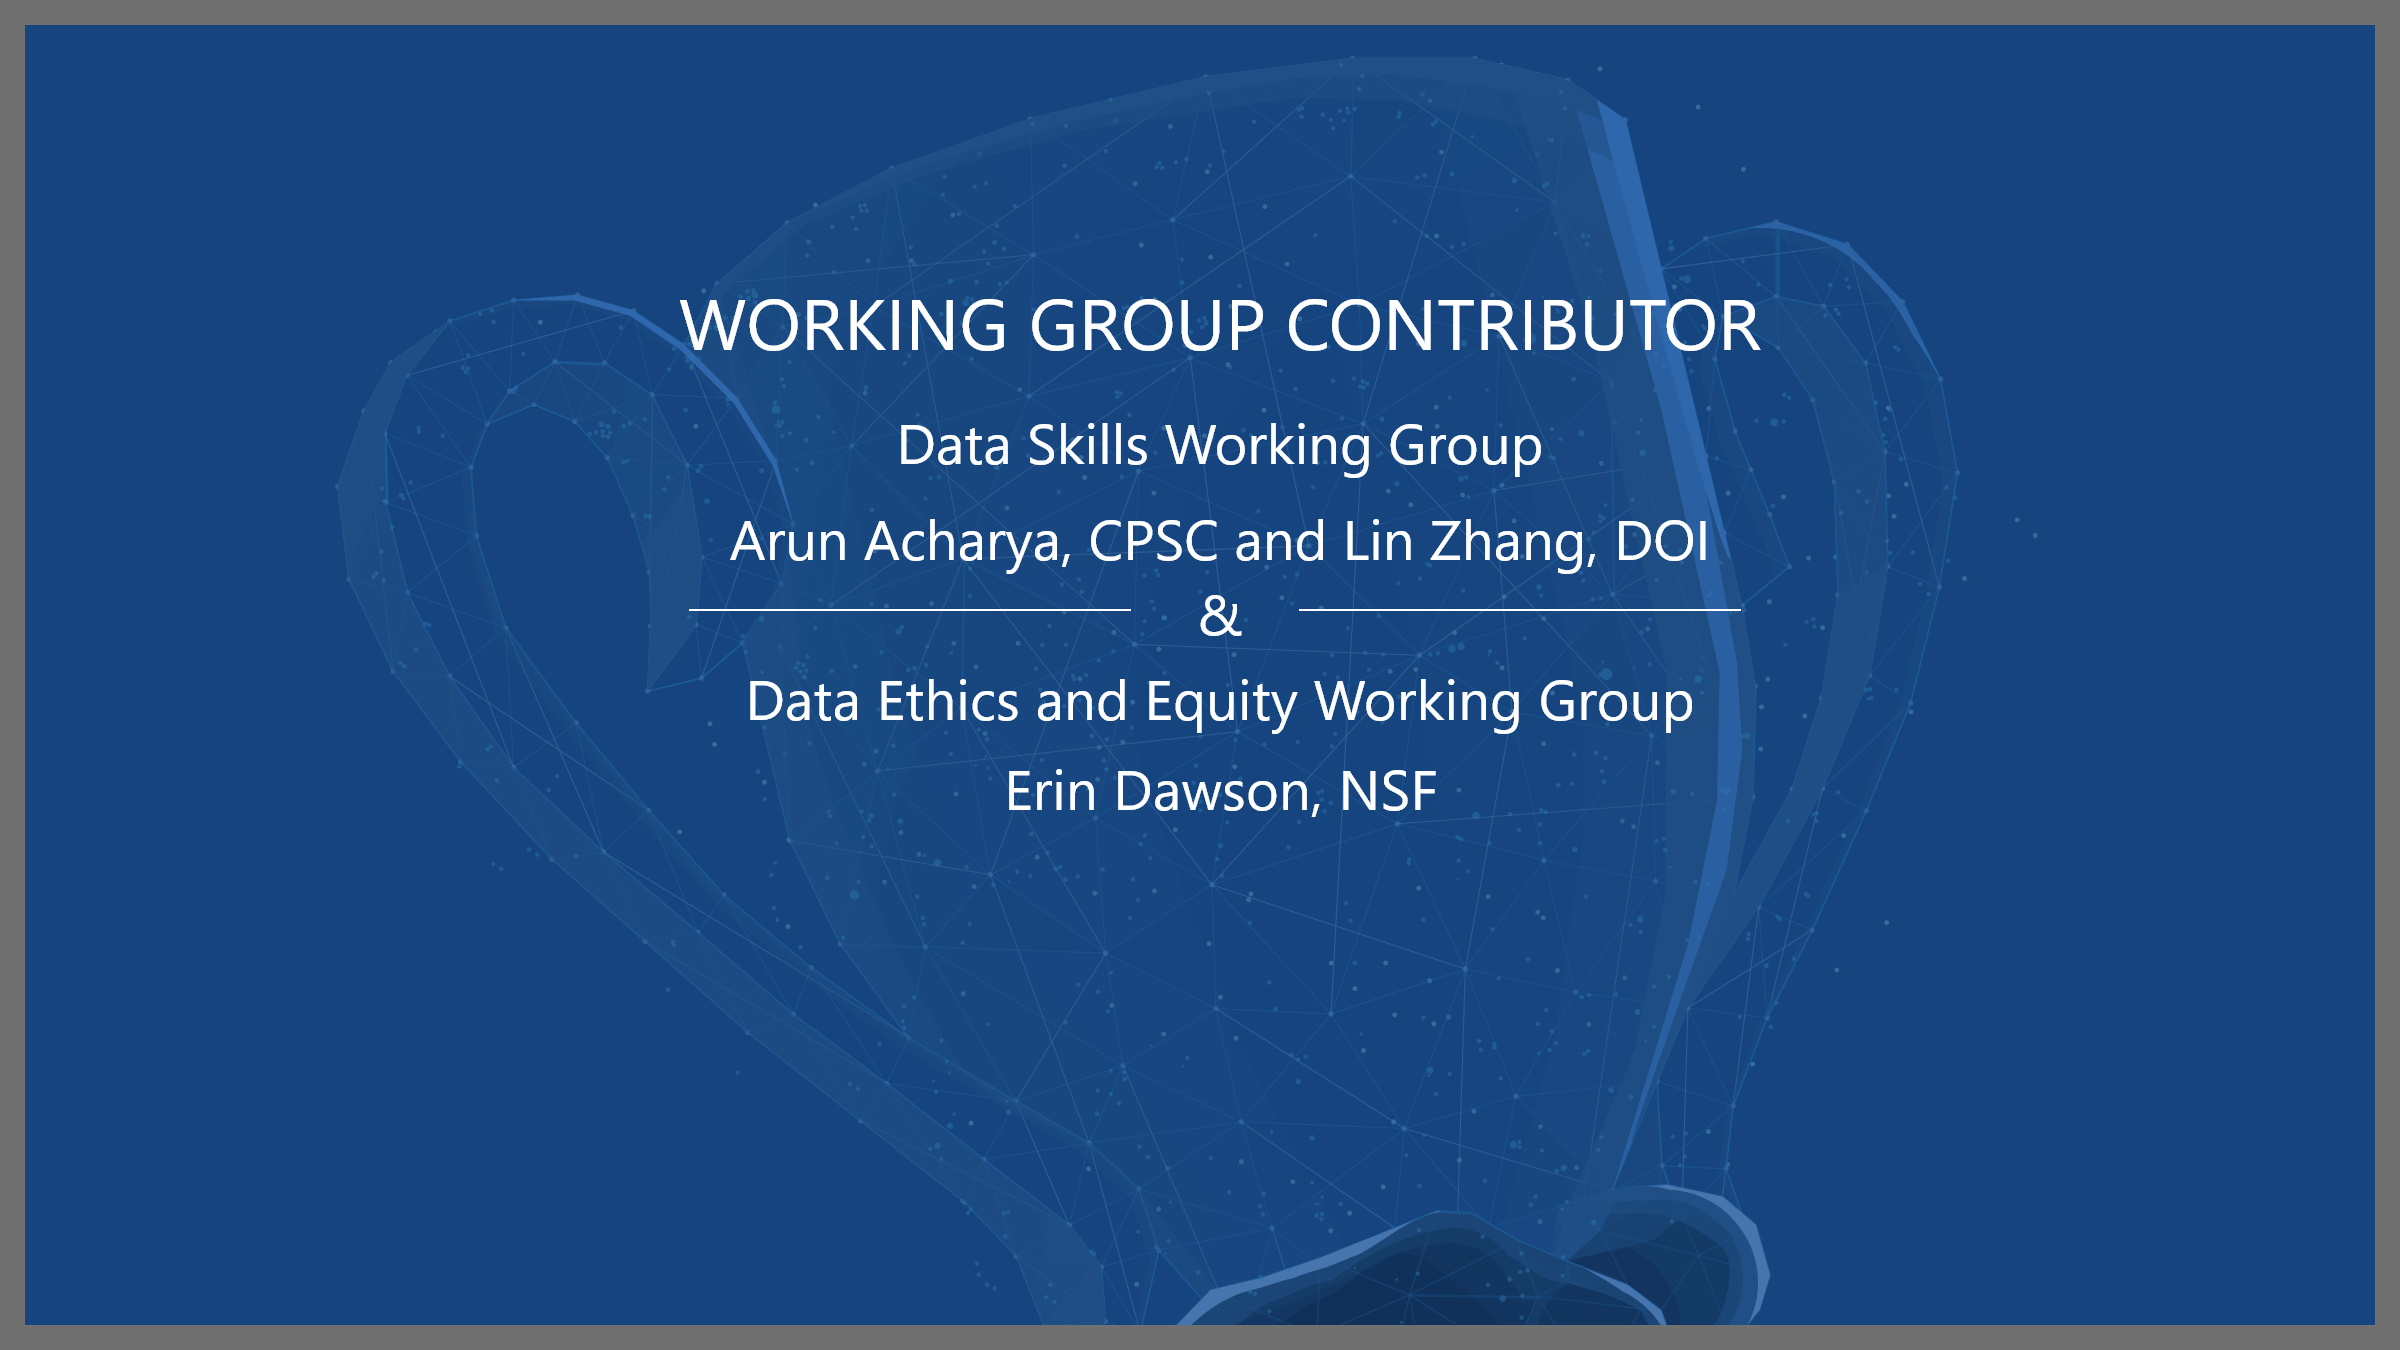 WORKING GROUP CONTRIBUTOR
Data Skills Working Group
Arun Acharya, CPSC and Lin Zhang, DOI
&
Data Ethics and Equity Working Group
Erin Dawson, NSF